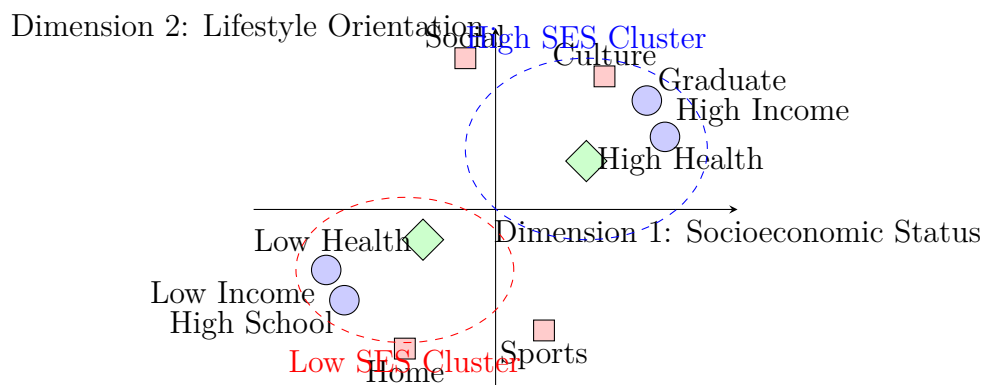 Dimension 2: Lifestyle Orientation
Social
High SES Cluster
Culture
Graduate
High Income
High Health
Dimension 1: Socioeconomic Status
Low Health
Low Income
High School
Sports
Low SES Cluster
Home